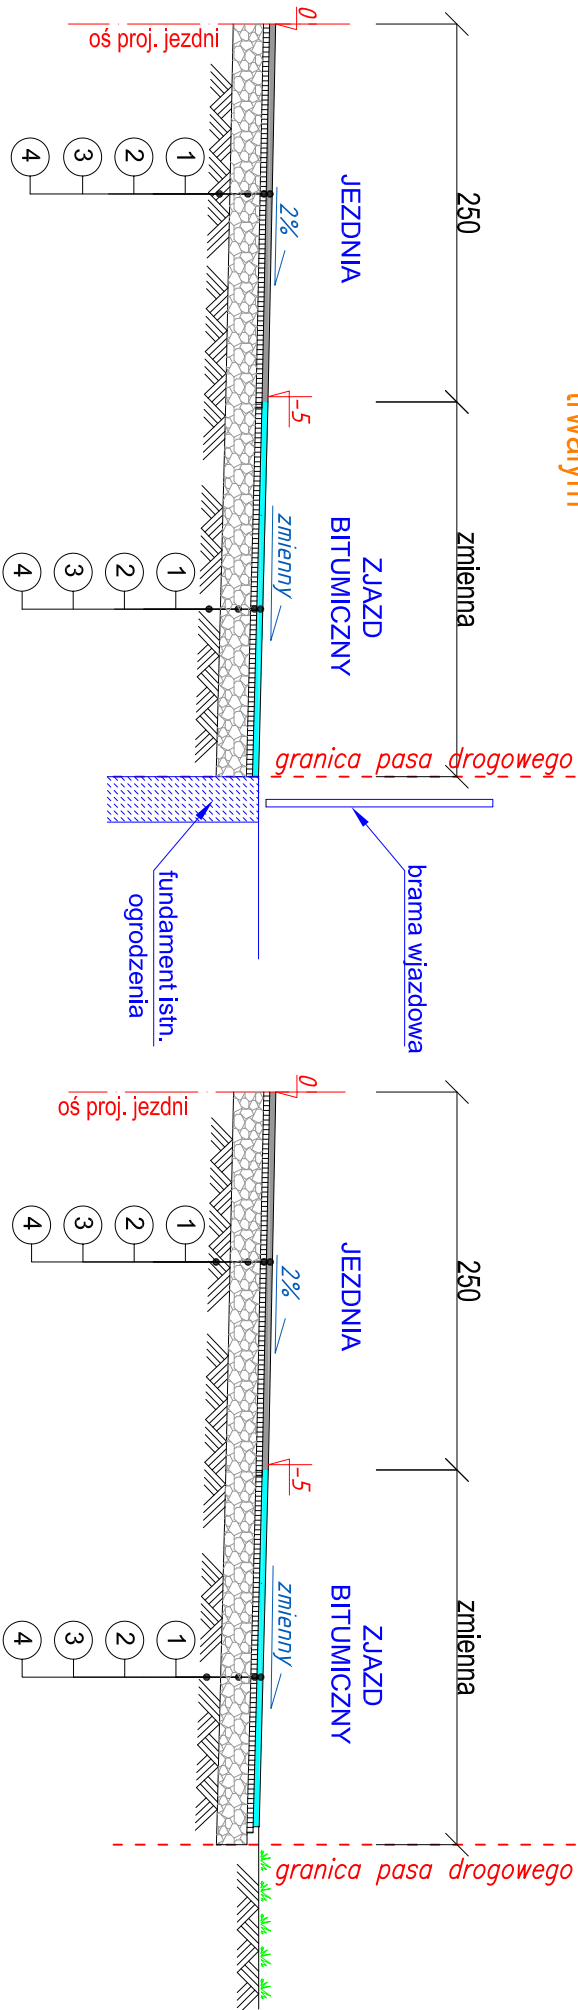 trwałym
0
oś proj. jezdni
250
JEZDNIA
2%
1
2
3
4
-5
zmienna
ZJAZD
BITUMICZNY
zmienny
1
2
3
4
granica pasa drogowego
brama wjazdowa
fundament istn.
ogrodzenia
0
oś proj. jezdni
250
JEZDNIA
2%
1
2
3
4
-5
zmienna
ZJAZD
BITUMICZNY
zmienny
1
2
3
4
granica pasa drogowego